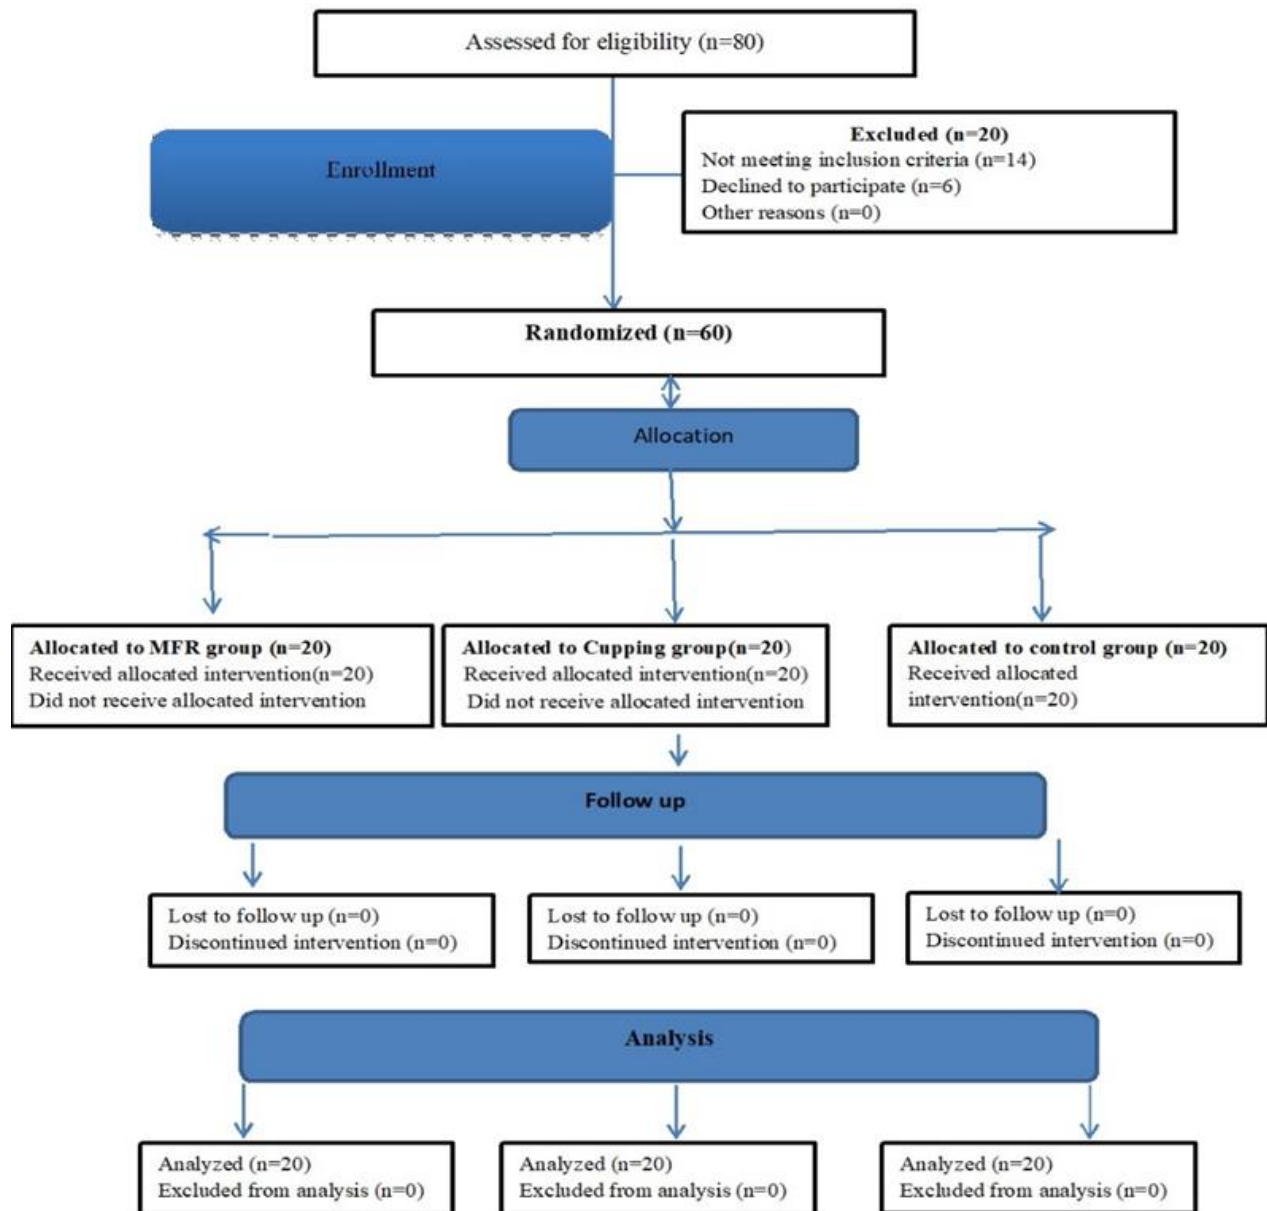 Assessed for eligibility (n=80)
Enrollment
Excluded (n=20)
Not meeting inclusion criteria (n=14)
Declined to participate (n=6)
Other reasons (n=0)
Randomized (n=60)
Allocation
Allocated to MFR group (n=20)
Received allocated intervention(n=20)
Did not receive allocated intervention
Allocated to Cupping group(n=20)
Received allocated intervention(n=20)
Did not receive allocated intervention
Allocated to control group (n=20)
Received allocated
intervention(n=20)
Follow up
Lost to follow up (n=0)
Discontinued intervention (n=0)
Lost to follow up (n=0)
Discontinued intervention (n=0)
Lost to follow up (n=0)
Discontinued intervention (n=0)
Analysis
Analyzed (n=20)
Excluded from analysis (n=0)
Analyzed (n=20)
Excluded from analysis (n=0)
Analyzed (n=20)
Excluded from analysis (n=0)